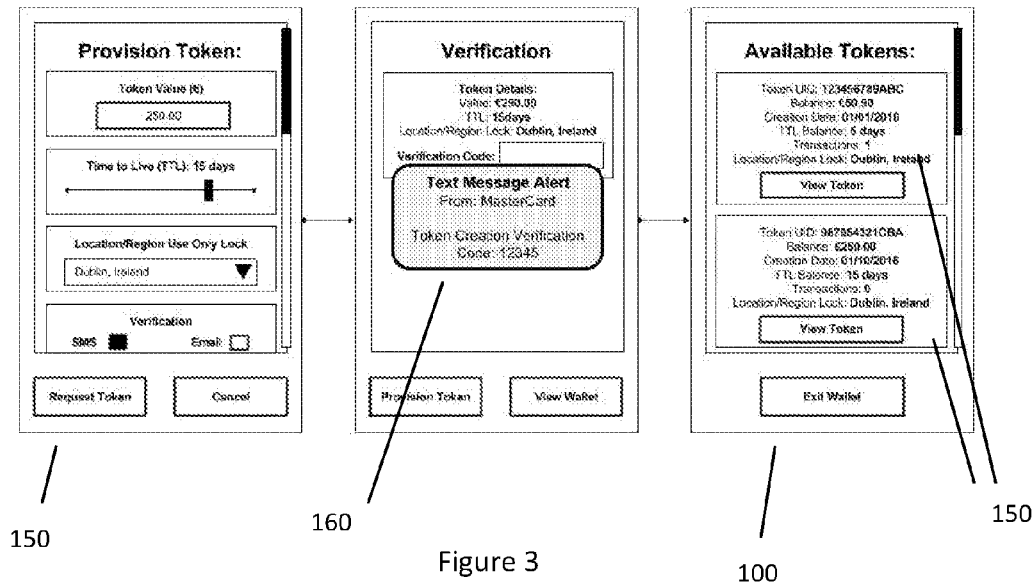 Provision Token:
Token Value (€)
250.00
Time to Live (TTL): 15 days
Location/Region Use Only Lock
Dublin, Ireland
Verification
SMS
Email:
Request Token
Cancel
150
Verification
Token Details:
Value: €250.00
TTL: 15days
Location/Region Lock: Dublin, Ireland
Verification Code:
Text Message Alert
From: MasterCard
Token Creation Verification
Code: 12345
Provision Token
View Wallet
160
Available Tokens:
Token UID: 123456789ABC
Balance: €50.50
Creation Date: 01/01/2016
TTL Balance: 5 days
Transactions: 1
Location/Region Lock: Dublin, Ireland
View Token
Token UID: 987654321CBA
Balance: €250.00
Creation Date: 01/10/2016
TTL Balance: 15 days
Transactions: 0
Location/Region Lock: Dublin, Ireland
View Token
Exit Wallet
150
100
Figure 3